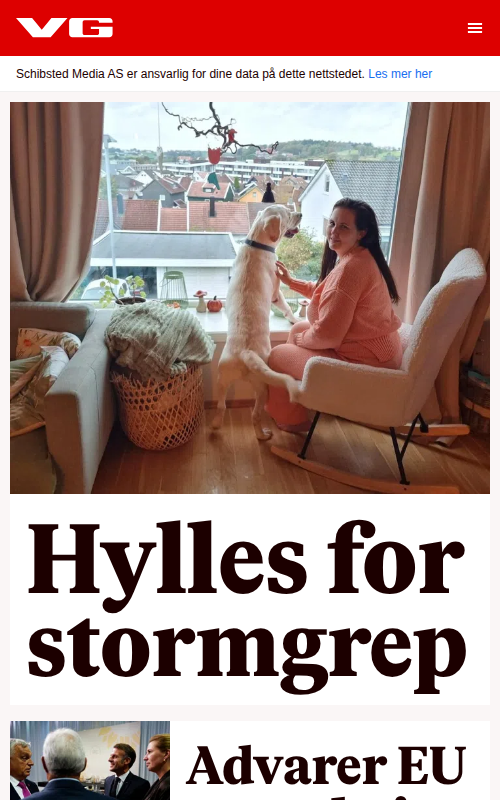 VG
Schibsted Media AS er ansvarlig for dine data på dette nettstedet. Les mer her
Hylles for
stormgrep
Advarer EU